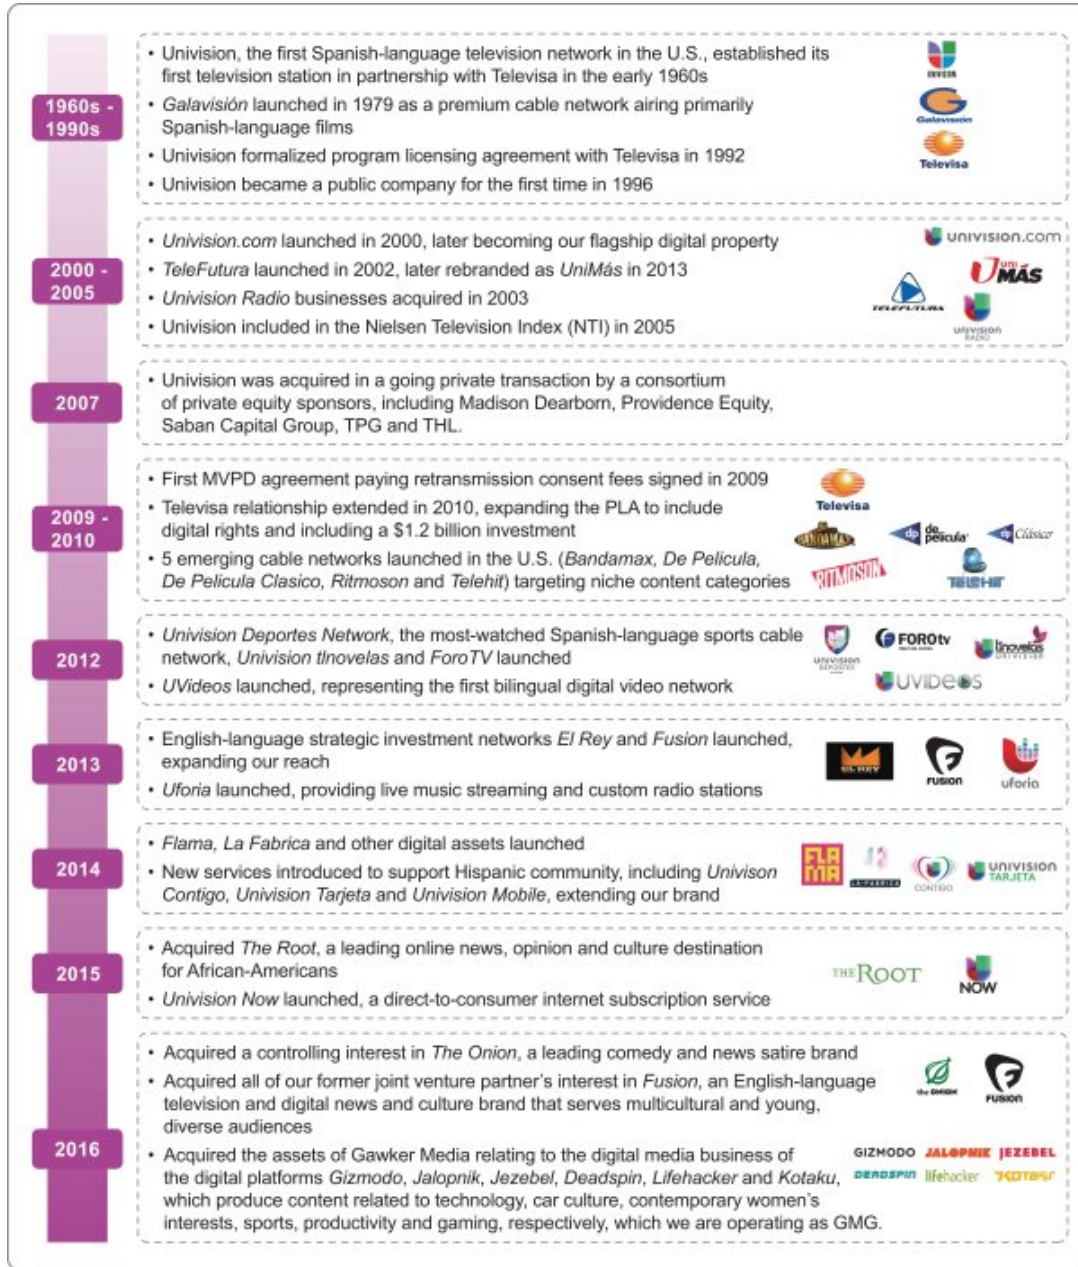 1960s -
1990s
• Univision, the first Spanish-language television network in the U.S., established its
first television station in partnership with Televisa in the early 1960s
• Galavisión launched in 1979 as a premium cable network airing primarily
Spanish-language films
• Univision formalized program licensing agreement with Televisa in 1992
• Univision became a public company for the first time in 1996
UNIVISION
Galavisión
Televisa
2000 -
2005
• Univision.com launched in 2000, later becoming our flagship digital property
• TeleFutura launched in 2002, later rebranded as UniMás in 2013
• Univision Radio businesses acquired in 2003
• Univision included in the Nielsen Television Index (NTI) in 2005
univision.com
UNI MÁS
TELEFUTURA
UNIVISION
RADIO
2007
• Univision was acquired in a going private transaction by a consortium
of private equity sponsors, including Madison Dearborn, Providence Equity,
Saban Capital Group, TPG and THL.
2009 -
2010
• First MVPD agreement paying retransmission consent fees signed in 2009
• Televisa relationship extended in 2010, expanding the PLA to include
digital rights and including a $1.2 billion investment
• 5 emerging cable networks launched in the U.S. (Bandamax, De Pelicula,
De Pelicula Clasico, Ritmoson and Telehit) targeting niche content categories
Televisa
BANDAMAX
dp de película
dp Clásico
RITMOSON
TELEHIT
2012
• Univision Deportes Network, the most-watched Spanish-language sports cable
network, Univision tlnovelas and ForoTV launched
• UVideos launched, representing the first bilingual digital video network
UNIVISION
DEPORTES
FOROtv
tlnovelas
UNIVISION
UVIDEOS
2013
• English-language strategic investment networks El Rey and Fusion launched,
expanding our reach
• Uforia launched, providing live music streaming and custom radio stations
EL REY
FUSION
uforia
2014
• Flama, La Fabrica and other digital assets launched
• New services introduced to support Hispanic community, including Univison
Contigo, Univision Tarjeta and Univision Mobile, extending our brand
FLAMA
LA FABRICA
CONTIGO
UNIVISION
TARJETA
2015
• Acquired The Root, a leading online news, opinion and culture destination
for African-Americans
• Univision Now launched, a direct-to-consumer internet subscription service
THE ROOT
NOW
2016
• Acquired a controlling interest in The Onion, a leading comedy and news satire brand
• Acquired all of our former joint venture partner's interest in Fusion, an English-language
television and digital news and culture brand that serves multicultural and young,
diverse audiences
• Acquired the assets of Gawker Media relating to the digital media business of
the digital platforms Gizmodo, Jalopnik, Jezebel, Deadspin, Lifehacker and Kotaku,
which produce content related to technology, car culture, contemporary women's
interests, sports, productivity and gaming, respectively, which we are operating as GMG.
the ONION
FUSION
GIZMODO JALOPNIK JEZEBEL
DEADSPIN lifehacker KOTAKU